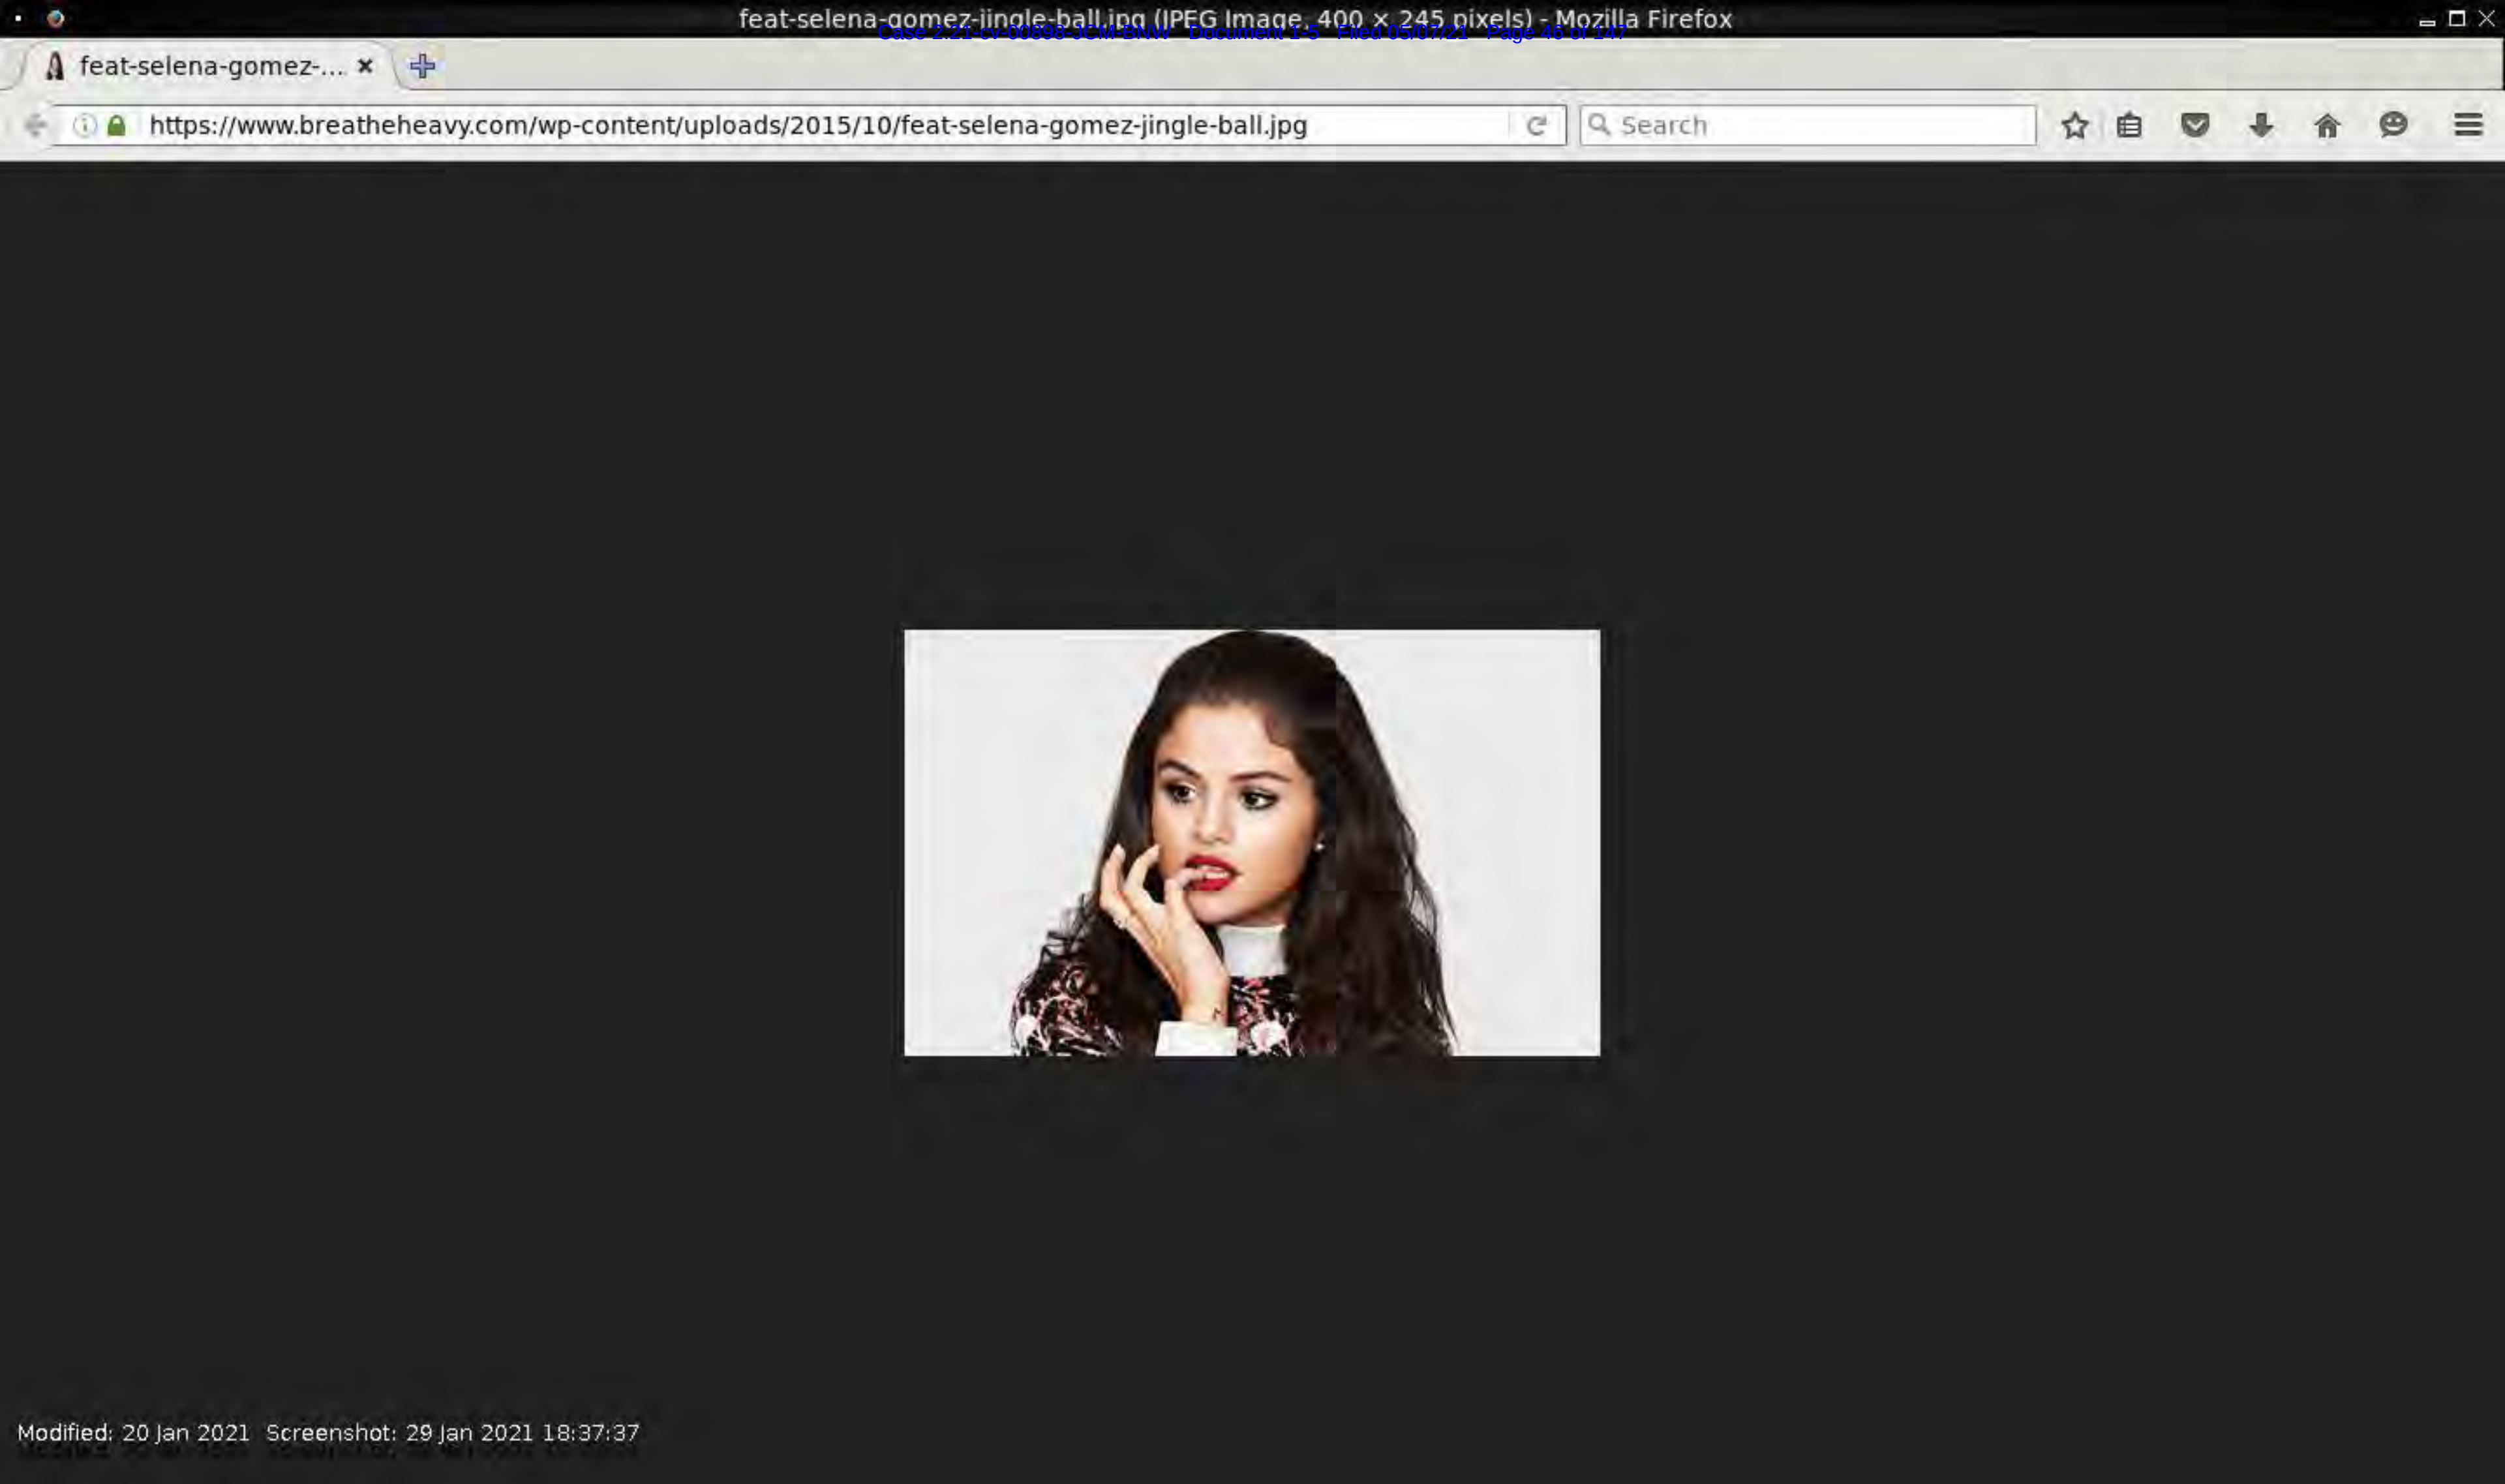 feat-selena-gomez-jingle-ball.jpg (JPEG Image, 400 × 245 pixels) - Mozilla Firefox
Case 2:21-cv-00898-JCM-BNW Document 1-5 Filed 05/07/21 Page 46 of 147
feat-selena-gomez-...
https://www.breatheheavy.com/wp-content/uploads/2015/10/feat-selena-gomez-jingle-ball.jpg
Search
Modified: 20 Jan 2021 Screenshot: 29 Jan 2021 18:37:37